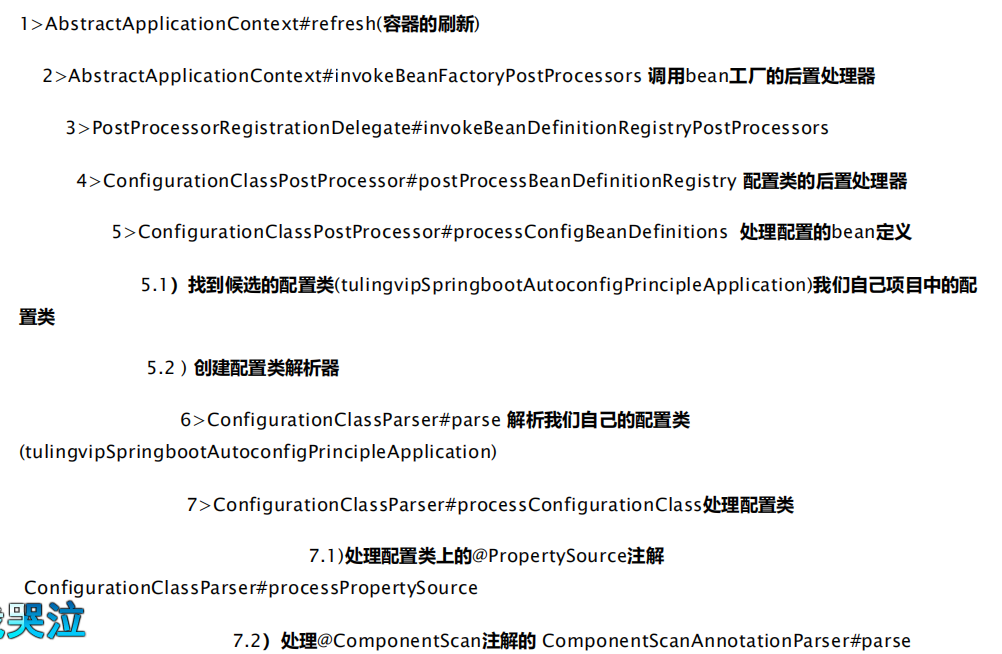 1>AbstractApplicationContext#refresh(容器的刷新)
2>AbstractApplicationContext#invokeBeanFactoryPostProcessors 调用bean工厂的后置处理器
3>PostProcessorRegistrationDelegate#invokeBeanDefinitionRegistryPostProcessors
4>ConfigurationClassPostProcessor#postProcessBeanDefinitionRegistry 配置类的后置处理器
5>ConfigurationClassPostProcessor#processConfigBeanDefinitions 处理配置的bean定义
5.1）找到候选的配置类(tulingvipSpringbootAutoconfigPrincipleApplication)我们自己项目中的配
置类
5.2 ) 创建配置类解析器
6>ConfigurationClassParser#parse 解析我们自己的配置类
(tulingvipSpringbootAutoconfigPrincipleApplication)
7>ConfigurationClassParser#processConfigurationClass处理配置类
7.1)处理配置类上的@PropertySource注解
ConfigurationClassParser#processPropertySource
哭泣
7.2）处理@ComponentScan注解的 ComponentScanAnnotationParser#parse